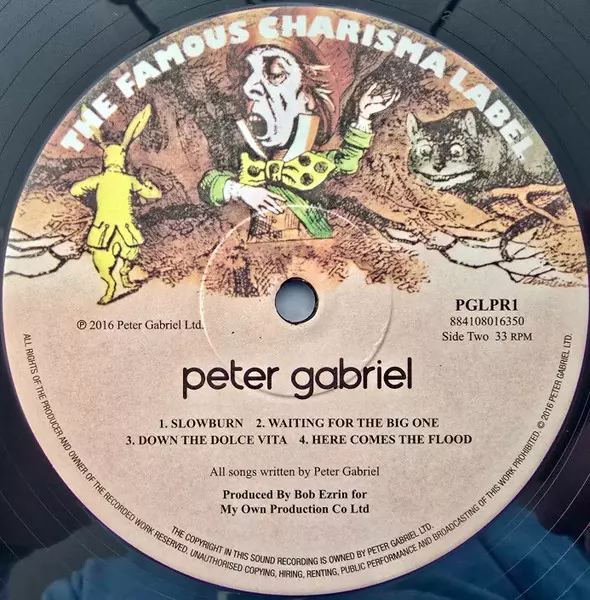 THE FAMOUS CHARISMA LABEL
℗ 2016 Peter Gabriel Ltd.
PGLPR1
884108016350
Side Two 33 RPM
peter gabriel
1. SLOWBURN 2. WAITING FOR THE BIG ONE
3. DOWN THE DOLCE VITA 4. HERE COMES THE FLOOD
All songs written by Peter Gabriel
Produced By Bob Ezrin for
My Own Production Co Ltd
ALL RIGHTS OF THE PRODUCER AND OWNER OF THE RECORDED WORK RESERVED. UNAUTHORISED COPYING, HIRING, RENTING, PUBLIC PERFORMANCE AND BROADCASTING OF THIS WORK PROHIBITED. © 2016 PETER GABRIEL LTD.
THE COPYRIGHT IN THIS SOUND RECORDING IS OWNED BY PETER GABRIEL LTD.